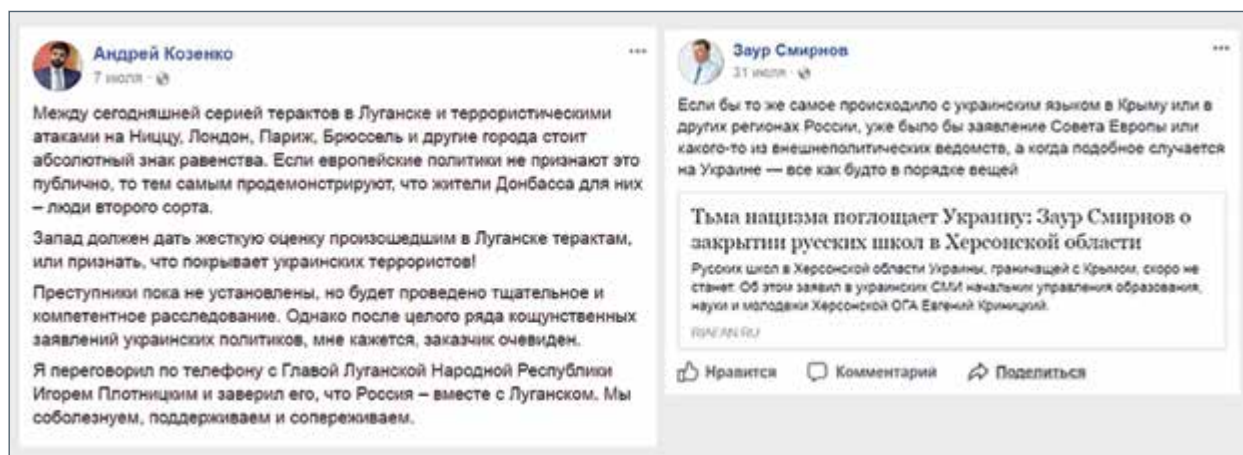 Андрей Козенко
7 июля
Между сегодняшней серией терактов в Луганске и террористическими
атаками на Ниццу, Лондон, Париж, Брюссель и другие города стоит
абсолютный знак равенства. Если европейские политики не признают это
публично, то тем самым продемонстрируют, что жители Донбасса для них
– люди второго сорта.
Запад должен дать жесткую оценку произошедшим в Луганске терактам,
или признать, что покрывает украинских террористов!
Преступники пока не установлены, но будет проведено тщательное и
компетентное расследование. Однако после целого ряда кощунственных
заявлений украинских политиков, мне кажется, заказчик очевиден.
Я переговорил по телефону с Главой Луганской Народной Республики
Игорем Плотницким и заверил его, что Россия – вместе с Луганском. Мы
соболезнуем, поддерживаем и сопереживаем.
Заур Смирнов
31 июля
Если бы то же самое происходило с украинским языком в Крыму или в
других регионах России, уже было бы заявление Совета Европы или
какого-то из внешнеполитических ведомств, а когда подобное случается
на Украине — все как будто в порядке вещей
Тьма нацизма поглощает Украину: Заур Смирнов о
закрытии русских школ в Херсонской области
Русских школ в Херсонской области Украины, граничащей с Крымом, скоро не
станет. Об этом заявил в украинских СМИ начальник управления образования,
науки и молодежи Херсонской ОГА Евгений Криницкий.
RIAFAN.RU
Нравится Комментарий Поделиться